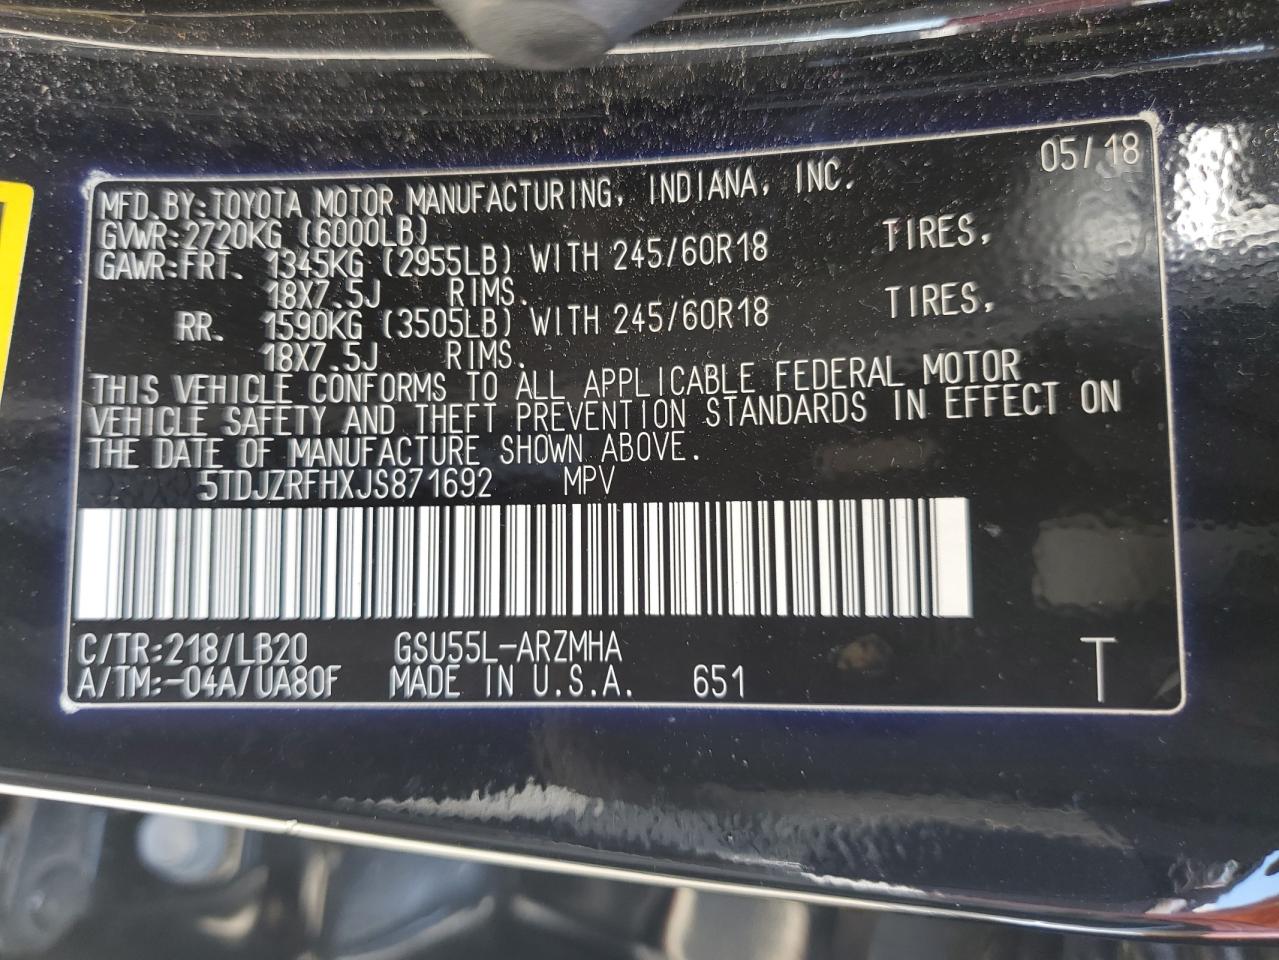 05/18
MFD.BY:TOYOTA MOTOR MANUFACTURING, INDIANA, INC.
GVWR:2720KG (6000LB)
GAWR:FRT. 1345KG (2955LB) WITH 245/60R18 TIRES,
18X7.5J RIMS.
RR. 1590KG (3505LB) WITH 245/60R18 TIRES,
18X7.5J RIMS.
THIS VEHICLE CONFORMS TO ALL APPLICABLE FEDERAL MOTOR
VEHICLE SAFETY AND THEFT PREVENTION STANDARDS IN EFFECT ON
THE DATE OF MANUFACTURE SHOWN ABOVE.
5TDJZRFHXJS871692 MPV
C/TR:218/LB20 GSU55L-ARZMHA
A/TM:-04A/UA80F MADE IN U.S.A. 651 T